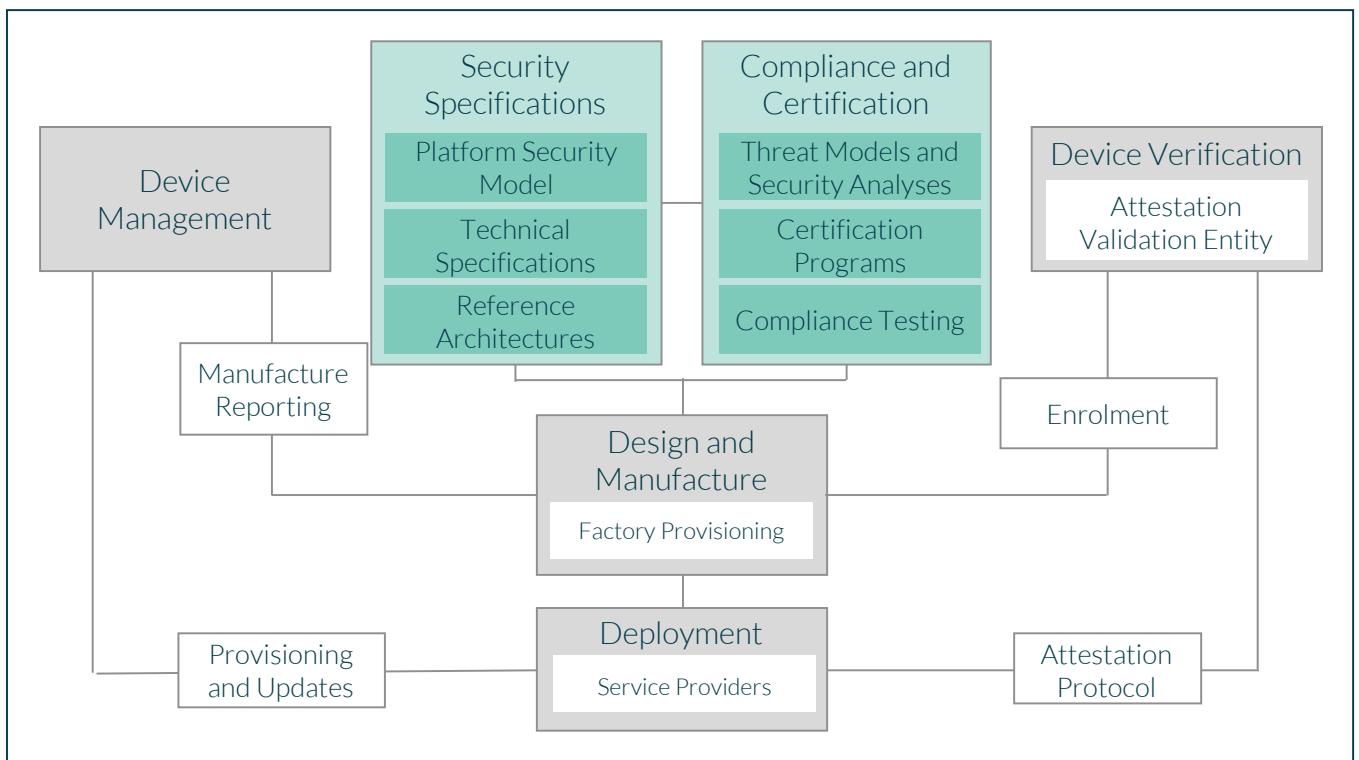 Security
Specifications
Platform Security
Model
Technical
Specifications
Reference
Architectures
Compliance and
Certification
Threat Models and
Security Analyses
Certification
Programs
Compliance Testing
Device
Management
Device Verification
Attestation
Validation Entity
Manufacture
Reporting
Enrolment
Design and
Manufacture
Factory Provisioning
Deployment
Service Providers
Provisioning
and Updates
Attestation
Protocol